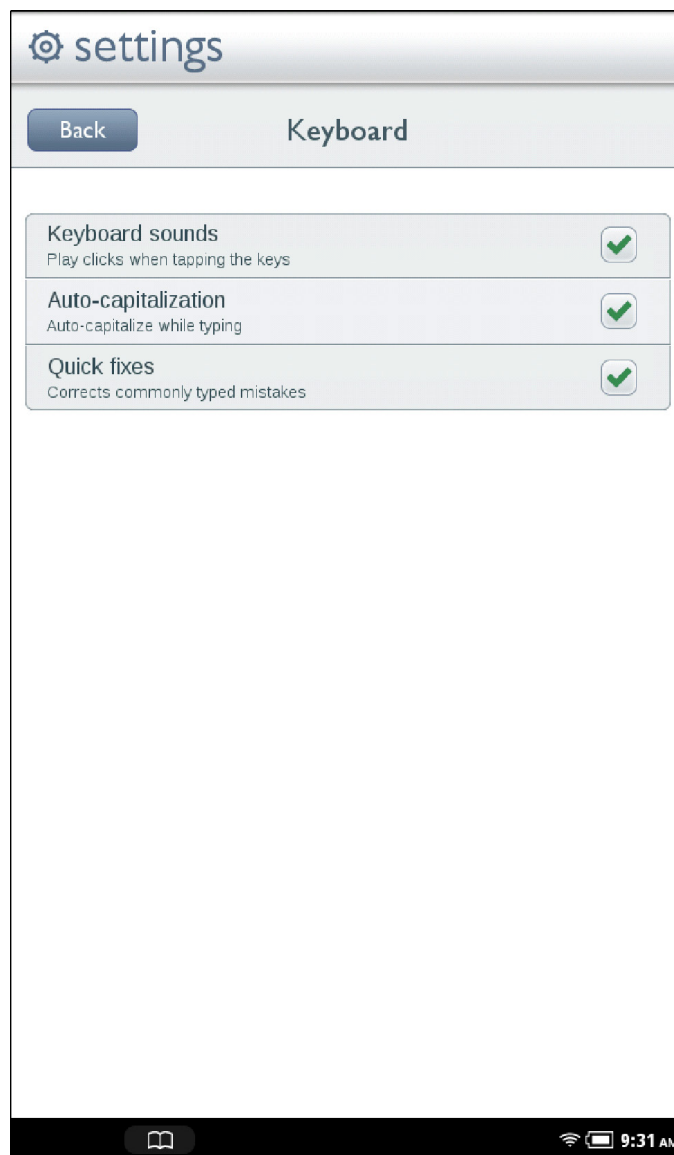 settings
Back
Keyboard
Keyboard sounds
Play clicks when tapping the keys
Auto-capitalization
Auto-capitalize while typing
Quick fixes
Corrects commonly typed mistakes
9:31 AM